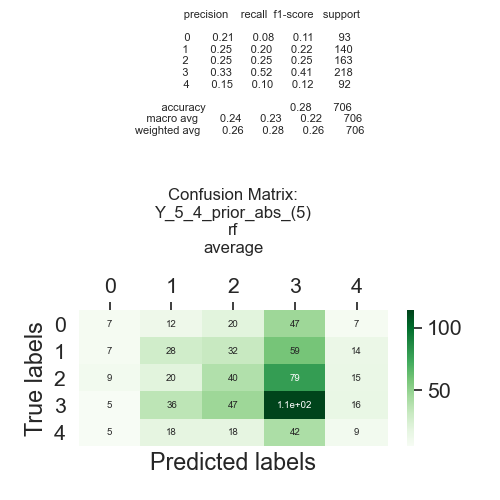 precision recall f1-score support
0 0.21 0.08 0.11 93
1 0.25 0.20 0.22 140
2 0.25 0.25 0.25 163
3 0.33 0.52 0.41 218
4 0.15 0.10 0.12 92
accuracy 0.28 706
macro avg 0.24 0.23 0.22 706
weighted avg 0.26 0.28 0.26 706
Confusion Matrix:
Y_5_4_prior_abs_(5)
rf
average
0 1 2 3 4
0 7 12 20 47 7
1 7 28 32 59 14
2 9 20 40 79 15
3 5 36 47 1.1e+02 16
4 5 18 18 42 9
True labels
Predicted labels
100
50